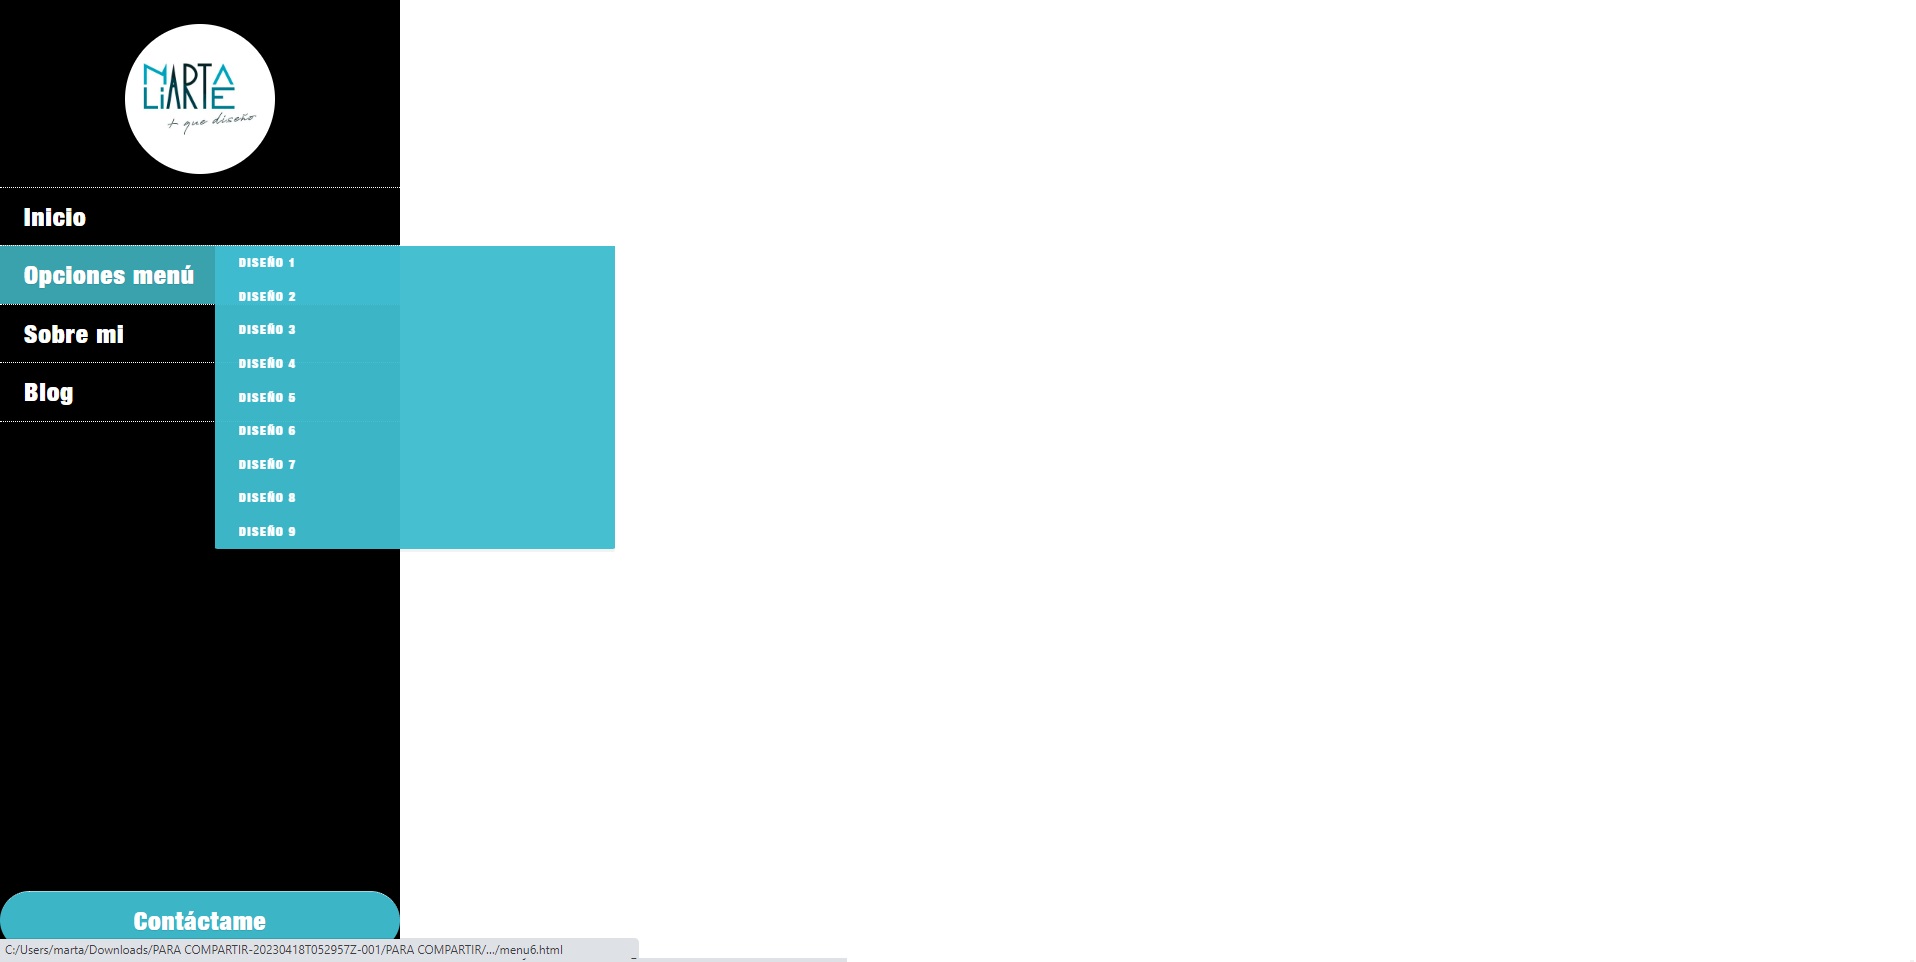 MARTA
LiARTE
+ que diseño
Inicio
Opciones menú
DISEÑO 1
DISEÑO 2
DISEÑO 3
DISEÑO 4
DISEÑO 5
DISEÑO 6
DISEÑO 7
DISEÑO 8
DISEÑO 9
Sobre mi
Blog
Contáctame
C:/Users/marta/Downloads/PARA COMPARTIR-20230418T052957Z-001/PARA COMPARTIR/.../menu6.html